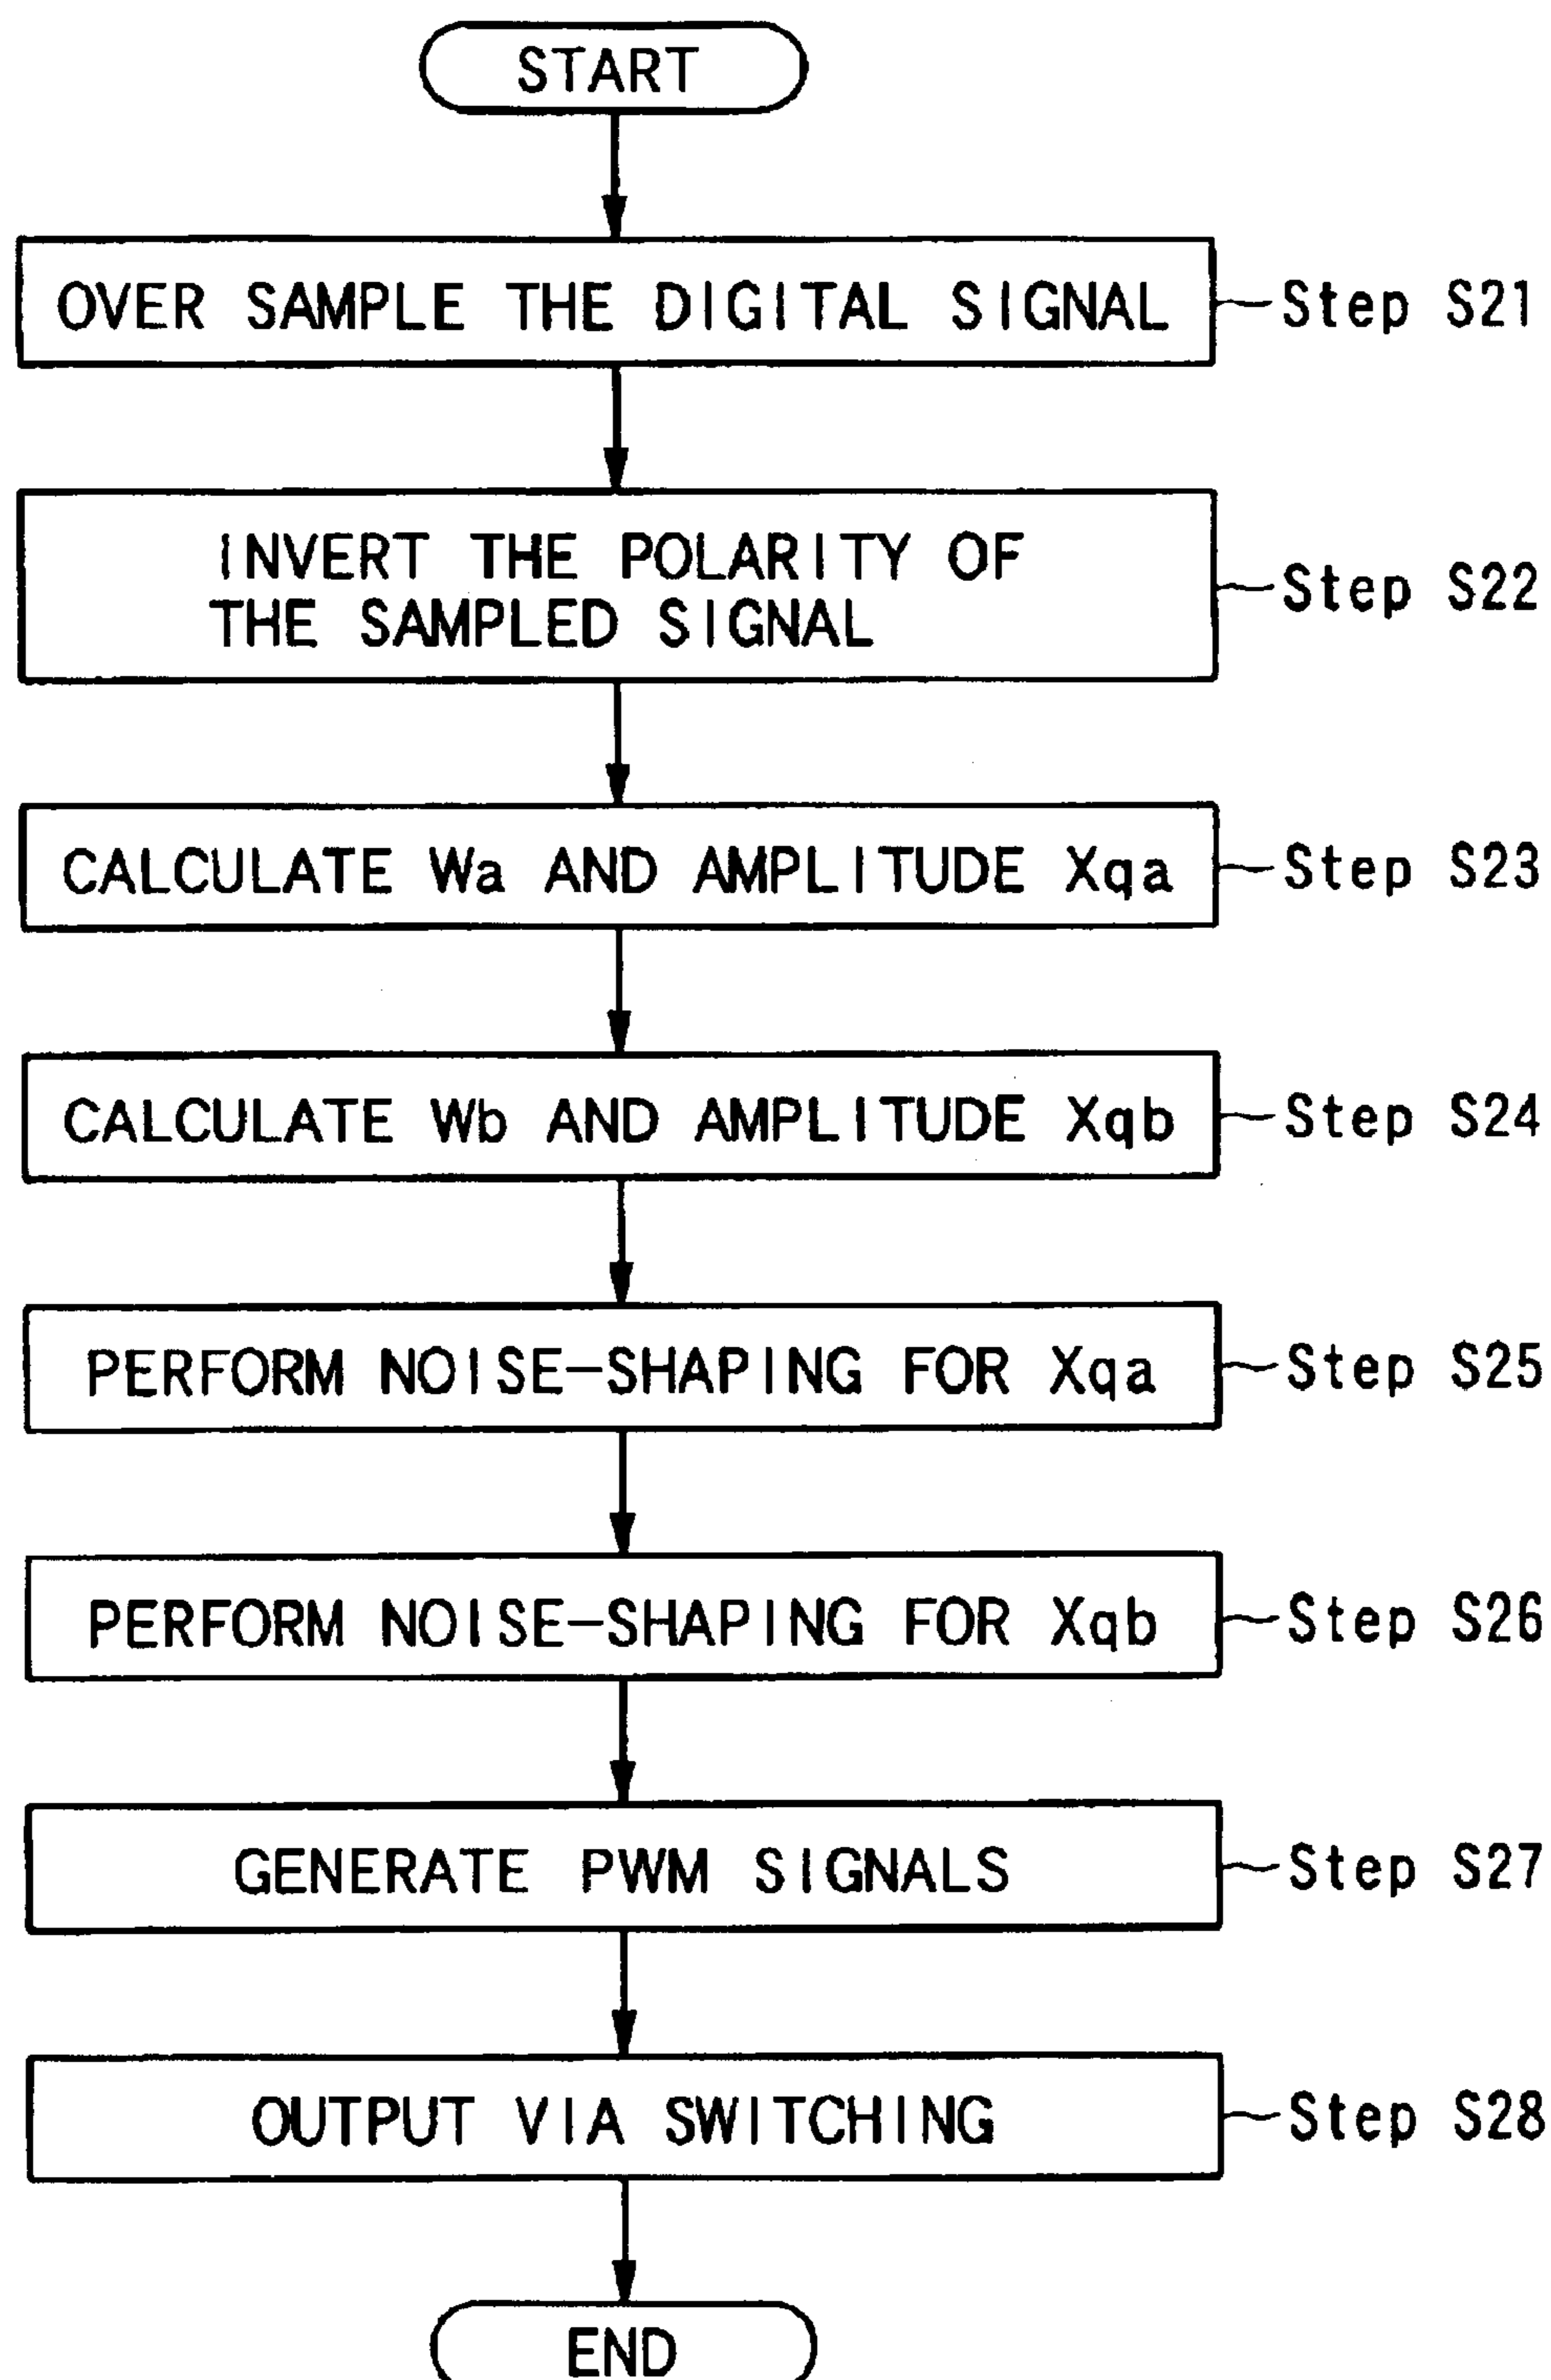 START
OVER SAMPLE THE DIGITAL SIGNAL
Step S21
INVERT THE POLARITY OF
THE SAMPLED SIGNAL
Step S22
CALCULATE Wa AND AMPLITUDE Xqa
Step S23
CALCULATE Wb AND AMPLITUDE Xqb
Step S24
PERFORM NOISE-SHAPING FOR Xqa
Step S25
PERFORM NOISE-SHAPING FOR Xqb
Step S26
GENERATE PWM SIGNALS
Step S27
OUTPUT VIA SWITCHING
Step S28
END